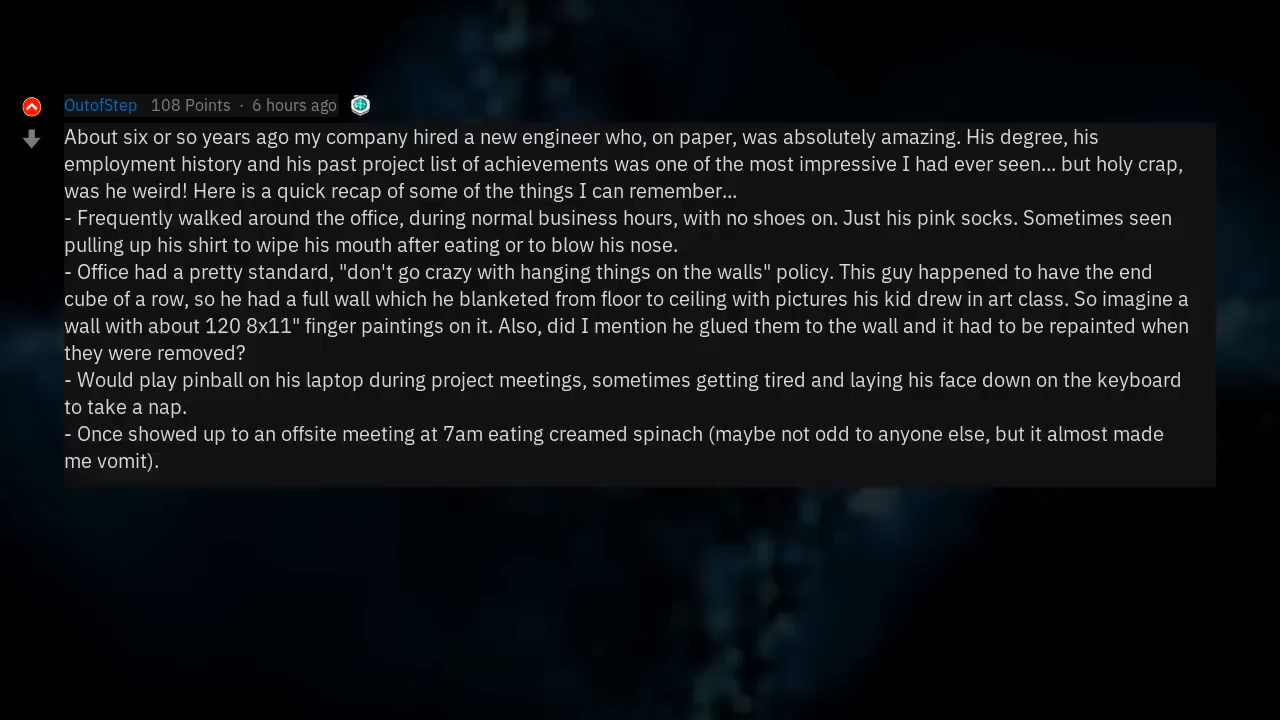 OutofStep 108 Points · 6 hours ago
About six or so years ago my company hired a new engineer who, on paper, was absolutely amazing. His degree, his
employment history and his past project list of achievements was one of the most impressive I had ever seen... but holy crap,
was he weird! Here is a quick recap of some of the things I can remember...
- Frequently walked around the office, during normal business hours, with no shoes on. Just his pink socks. Sometimes seen
pulling up his shirt to wipe his mouth after eating or to blow his nose.
- Office had a pretty standard, "don't go crazy with hanging things on the walls" policy. This guy happened to have the end
cube of a row, so he had a full wall which he blanketed from floor to ceiling with pictures his kid drew in art class. So imagine a
wall with about 120 8x11" finger paintings on it. Also, did I mention he glued them to the wall and it had to be repainted when
they were removed?
- Would play pinball on his laptop during project meetings, sometimes getting tired and laying his face down on the keyboard
to take a nap.
- Once showed up to an offsite meeting at 7am eating creamed spinach (maybe not odd to anyone else, but it almost made
me vomit).